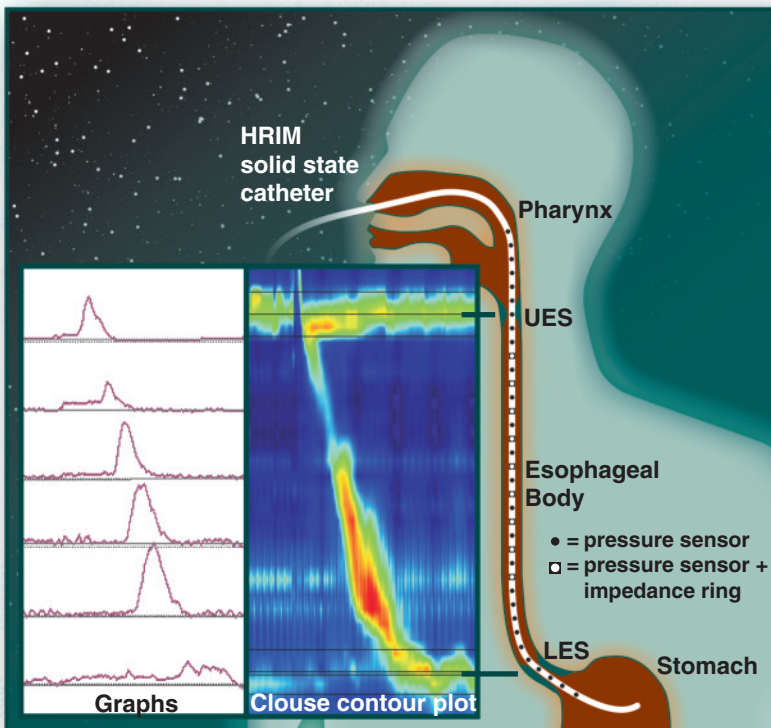 HRIM
solid state
catheter
Pharynx
UES
Esophageal
Body
• = pressure sensor
= pressure sensor +
impedance ring
LES
Stomach
Graphs
Clouse contour plot